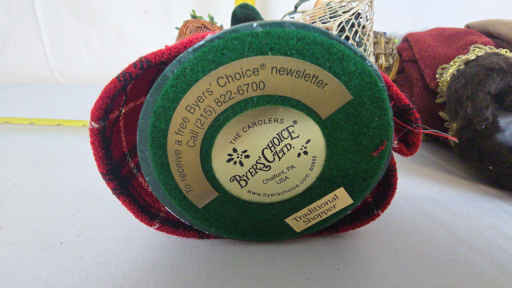 to receive a free Byers' Choice® newsletter
Call (215) 822-6700
THE CAROLERS®
BYERS' CHOICE
LTD.
Chalfont, PA
USA
www.byerschoice.com
Traditional
Shopper